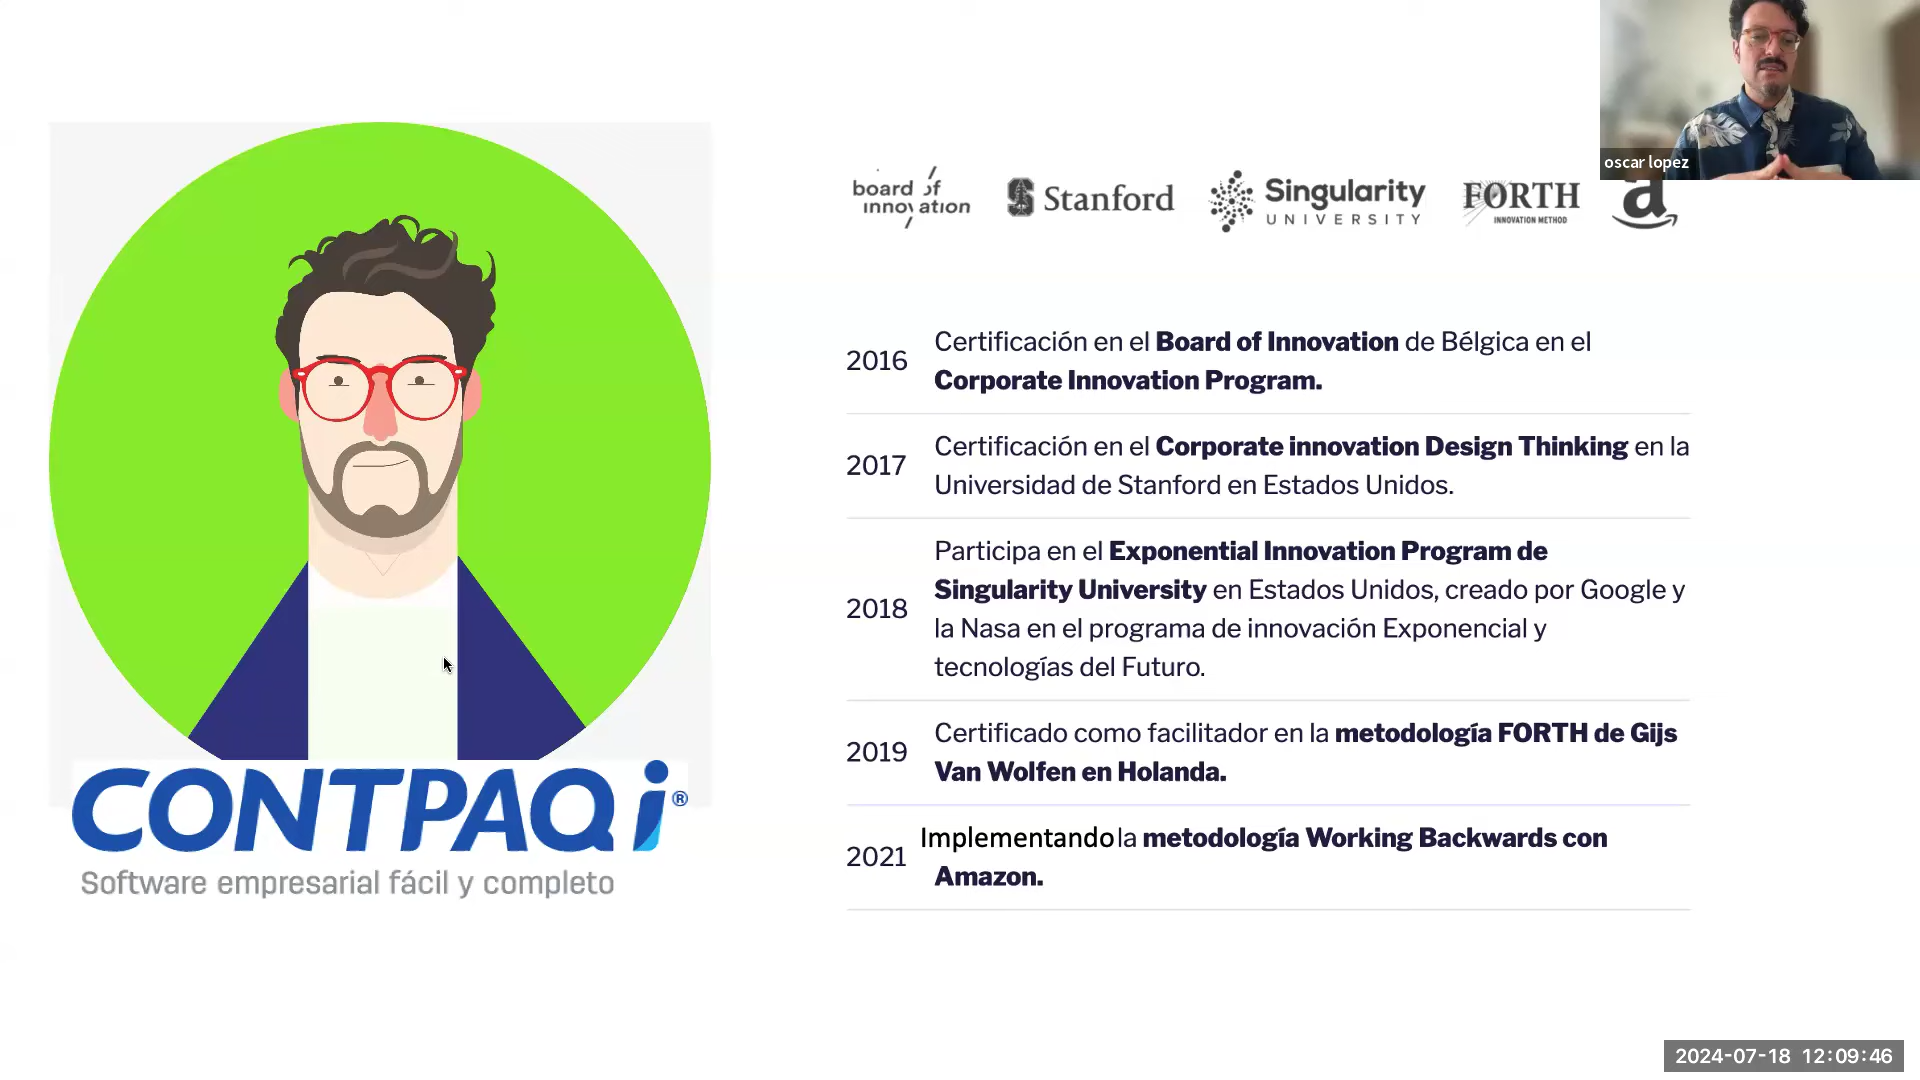 oscar lopez
board of
innovation
Stanford
Singularity
UNIVERSITY
FORTH
INNOVATION METHOD
a
2016
Certificación en el Board of Innovation de Bélgica en el
Corporate Innovation Program.
2017
Certificación en el Corporate innovation Design Thinking en la
Universidad de Stanford en Estados Unidos.
2018
Participa en el Exponential Innovation Program de
Singularity University en Estados Unidos, creado por Google y
la Nasa en el programa de innovación Exponencial y
tecnologías del Futuro.
2019
Certificado como facilitador en la metodología FORTH de Gijs
Van Wolfen en Holanda.
2021
Implementando la metodología Working Backwards con
Amazon.
CONTPAQi®
Software empresarial fácil y completo
2024-07-18 12:09:46